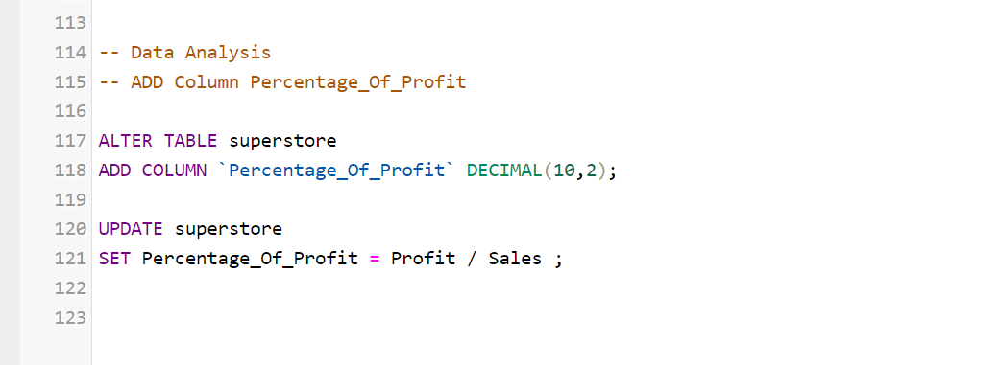 113
114 -- Data Analysis
115 -- ADD Column Percentage_Of_Profit
116
117 ALTER TABLE superstore
118 ADD COLUMN `Percentage_Of_Profit` DECIMAL(10,2);
119
120 UPDATE superstore
121 SET Percentage_Of_Profit = Profit / Sales ;
122
123